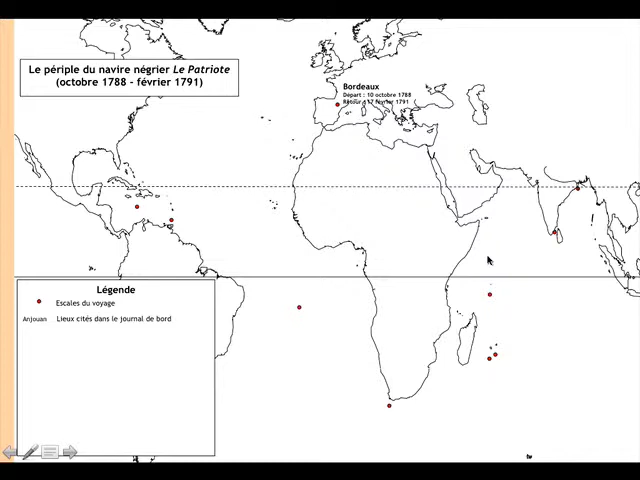 Le périple du navire négrier Le Patriote
(octobre 1788 - février 1791)
Bordeaux
Départ : 10 octobre 1788
Retour : 17 février 1791
Légende
Escales du voyage
Anjouan Lieux cités dans le journal de bord